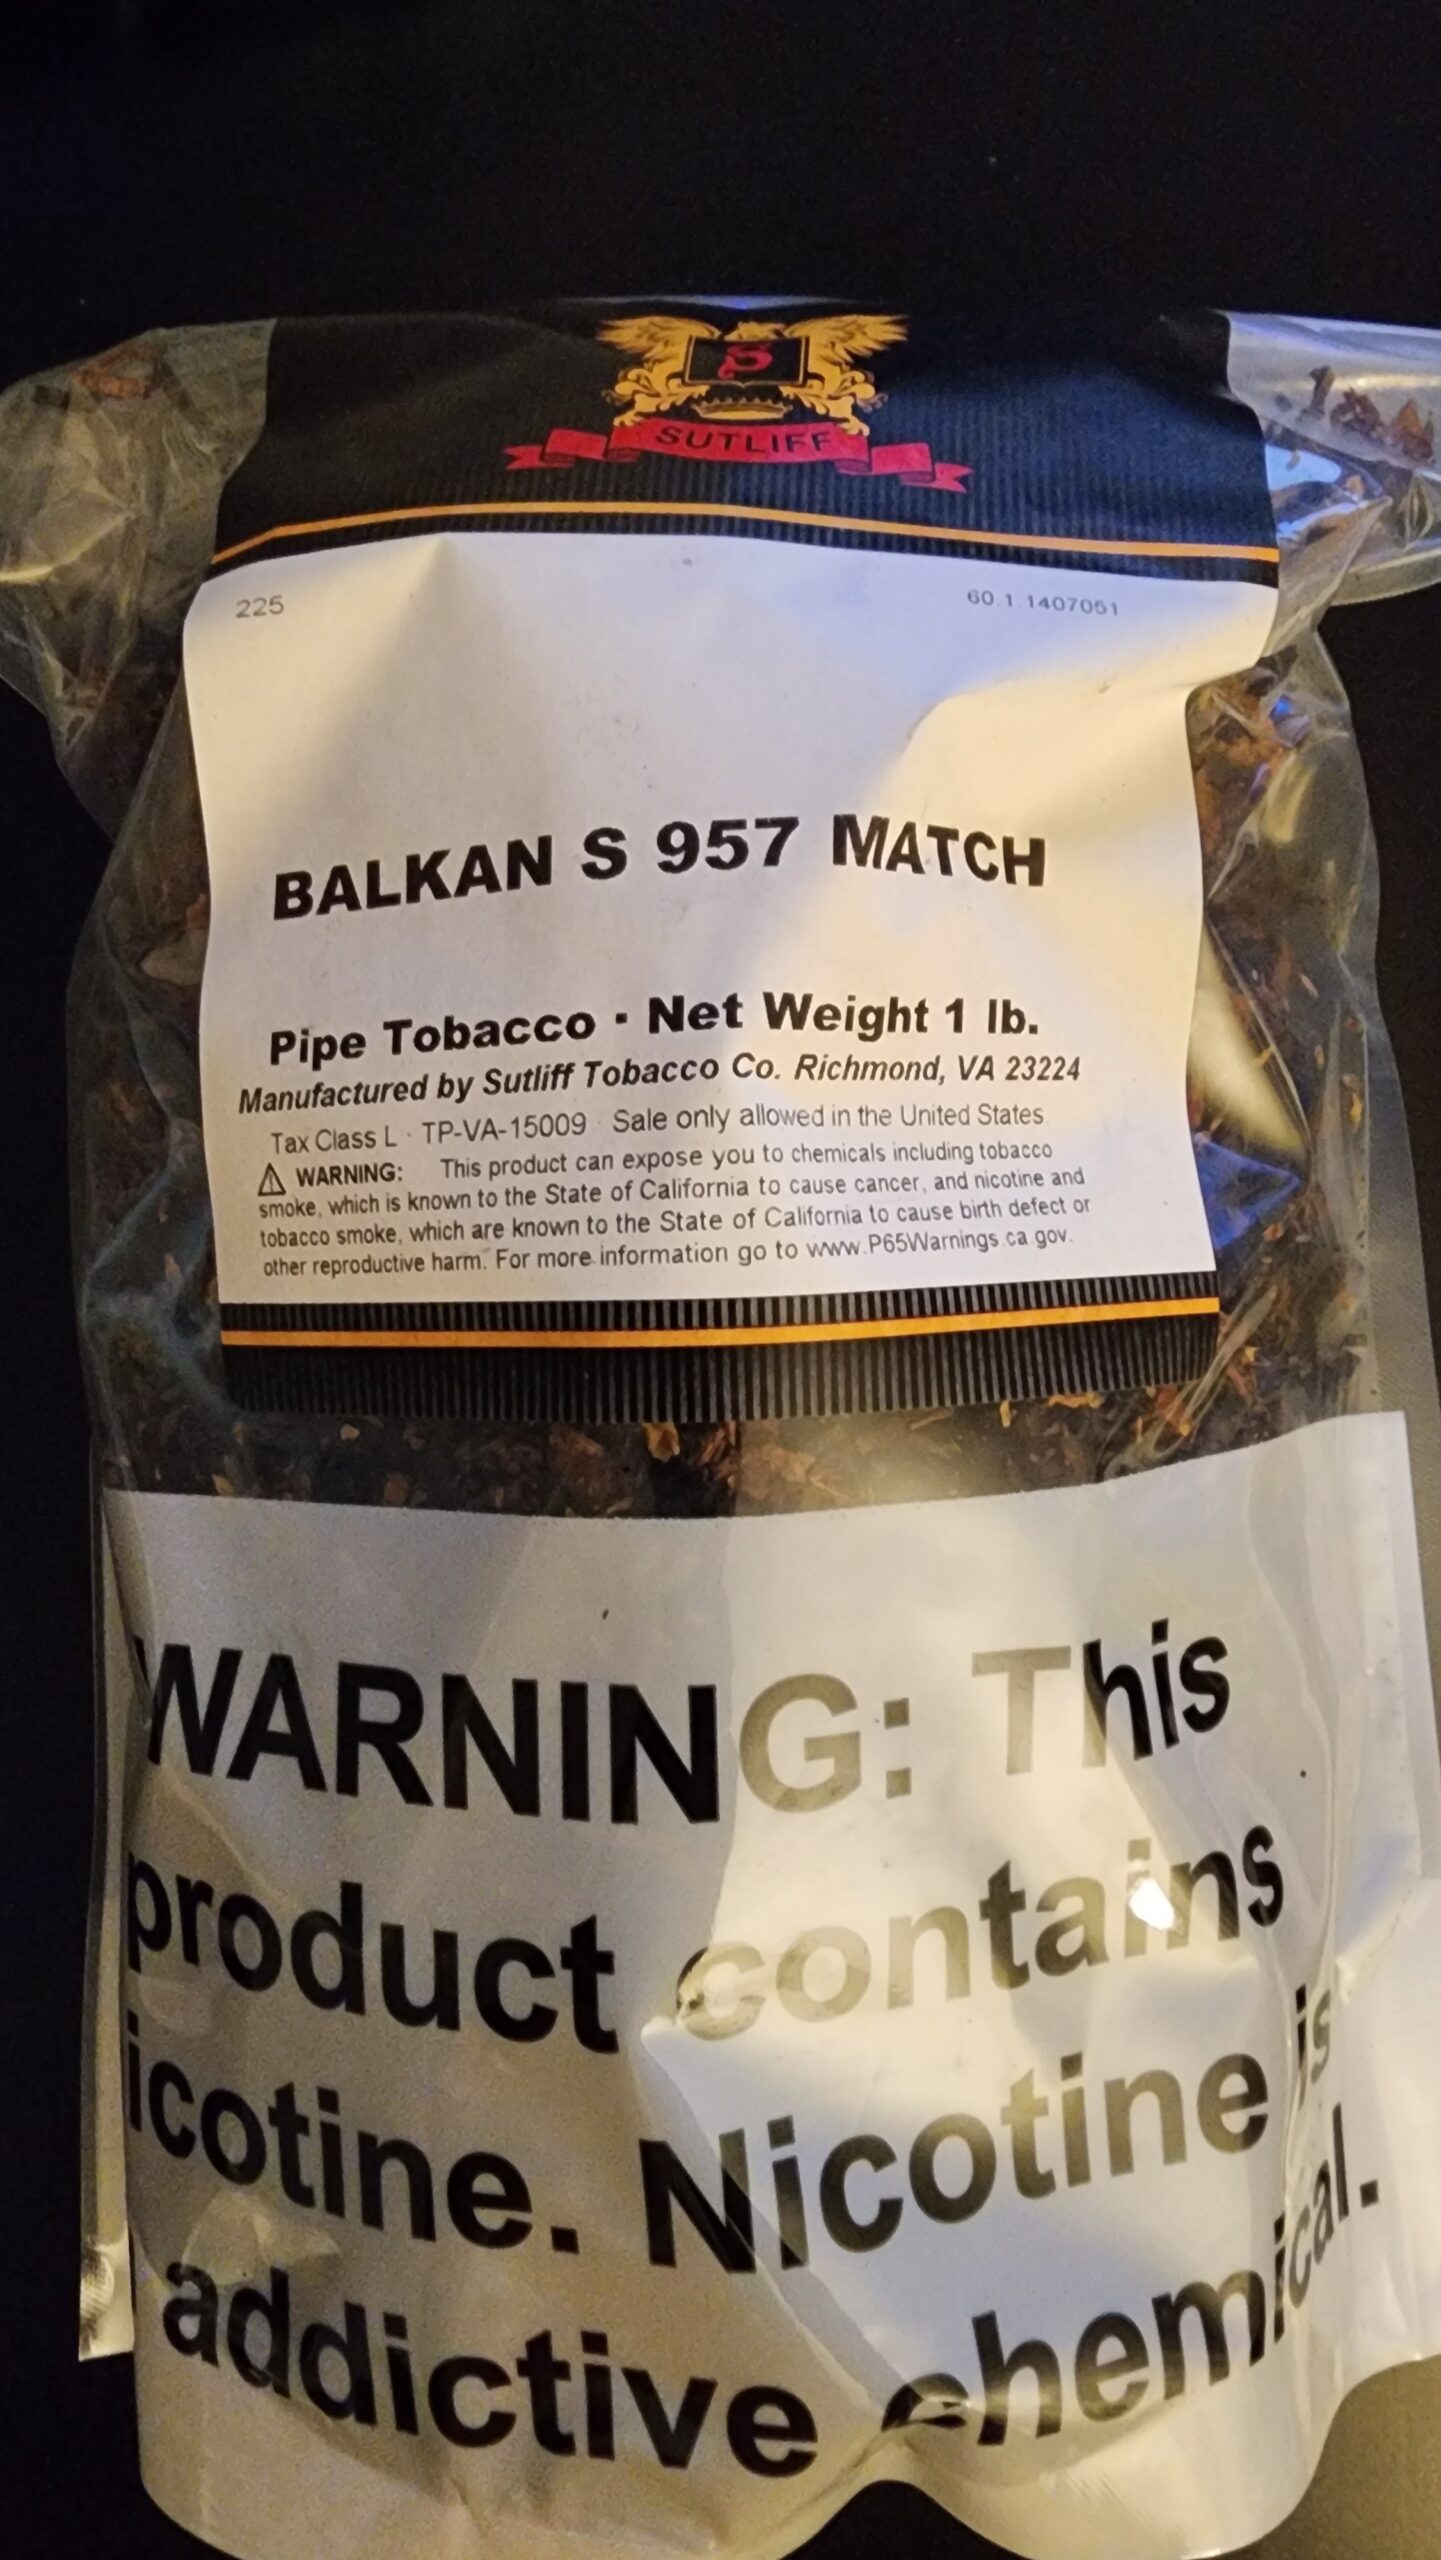 S
SUTLIFF
225
60.1.1407051
BALKAN S 957 MATCH
Pipe Tobacco · Net Weight 1 lb.
Manufactured by Sutliff Tobacco Co. Richmond, VA 23224
Tax Class L · TP-VA-15009 · Sale only allowed in the United States
⚠ WARNING: This product can expose you to chemicals including tobacco
smoke, which is known to the State of California to cause cancer, and nicotine and
tobacco smoke, which are known to the State of California to cause birth defect or
other reproductive harm. For more information go to www.P65Warnings.ca.gov.
WARNING: This
product contains
icotine. Nicotine is
addictive chemical.